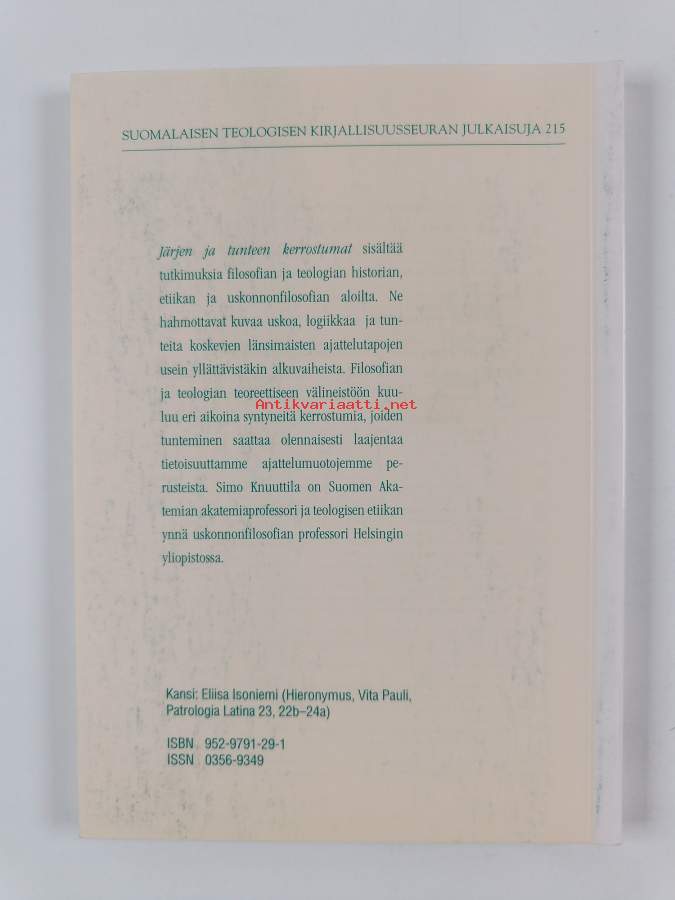 SUOMALAISEN TEOLOGISEN KIRJALLISUUSSEURAN JULKAISUJA 215
Järjen ja tunteen kerrostumat sisältää
tutkimuksia filosofian ja teologian historian,
etiikan ja uskonnonfilosofian aloilta. Ne
hahmottavat kuvaa uskoa, logiikkaa ja tun-
teita koskevien länsimaisten ajattelutapojen
usein yllättävistäkin alkuvaiheista. Filosofian
ja teologian teoreettiseen välineistöön kuu-
Antikvariaatti.net
luu eri aikoina syntyneitä kerrostumia, joiden
tunteminen saattaa olennaisesti laajentaa
tietoisuuttamme ajattelumuotojemme pe-
rusteista. Simo Knuuttila on Suomen Aka-
temian akatemiaprofessori ja teologisen etiikan
ynnä uskonnonfilosofian professori Helsingin
yliopistossa.
Kansi: Eliisa Isoniemi (Hieronymus, Vita Pauli,
Patrologia Latina 23, 22b–24a)
ISBN 952-9791-29-1
ISSN 0356-9349